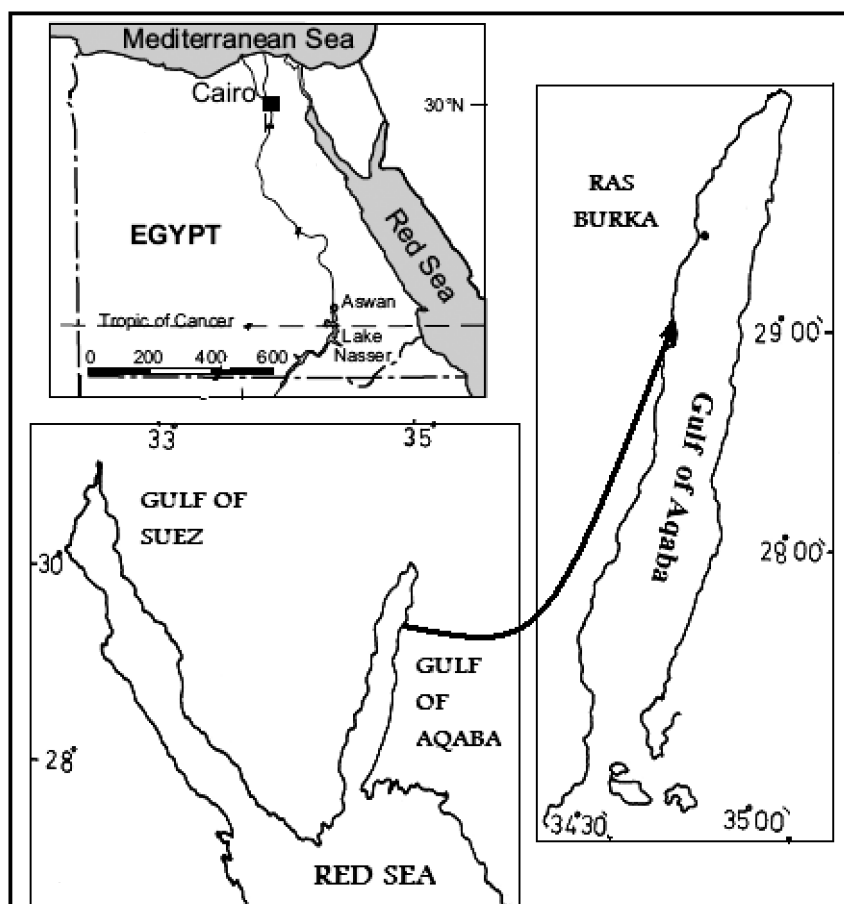 Mediterranean Sea
Cairo
30°N
EGYPT
Red Sea
Aswan
Tropic of Cancer
Lake
Nasser
0 200 400 600
33°
35°
GULF OF
SUEZ
30°
GULF
OF
AQABA
28°
RED SEA
RAS
BURKA
29°00'
Gulf of Aqaba
28°00'
34°30'
35°00'